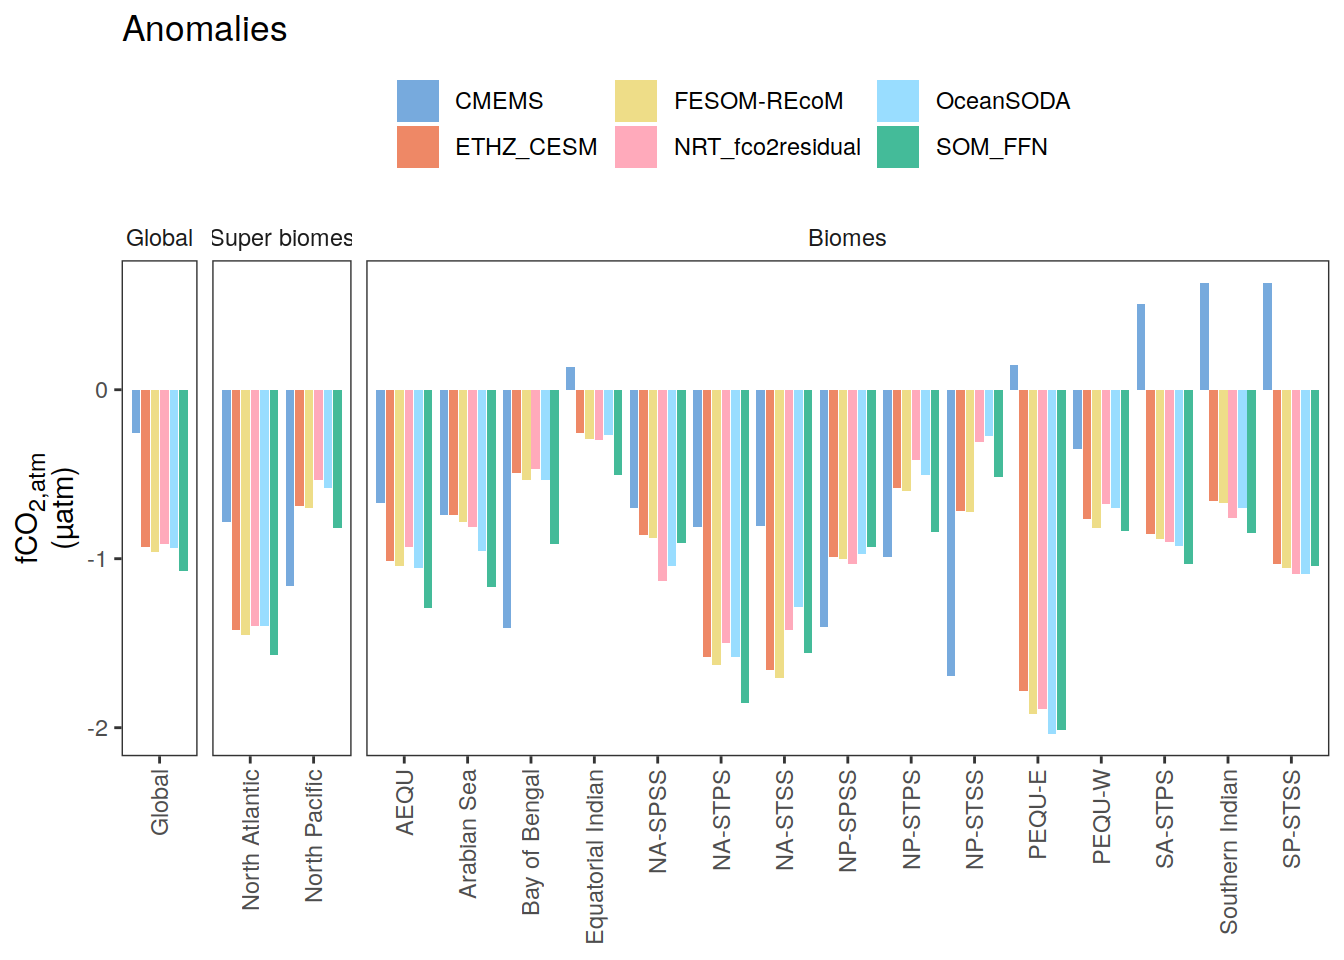 Anomalies
CMEMS FESOM-REcoM OceanSODA
ETHZ_CESM NRT_fco2residual SOM_FFN
Global Super biomes Biomes
fCO2,atm
(µatm)
0
-1
-2
Global
North Atlantic
North Pacific
AEQU
Arabian Sea
Bay of Bengal
Equatorial Indian
NA-SPSS
NA-STPS
NA-STSS
NP-SPSS
NP-STPS
NP-STSS
PEQU-E
PEQU-W
SA-STPS
Southern Indian
SP-STSS